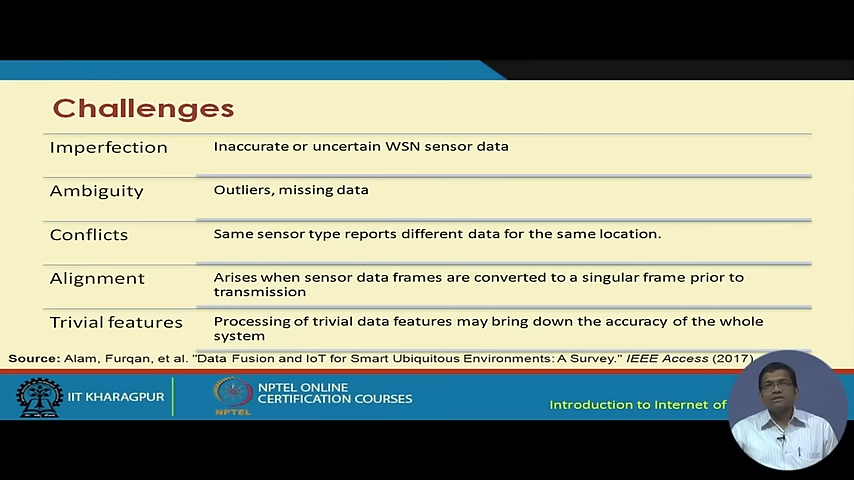 Challenges
Imperfection
Inaccurate or uncertain WSN sensor data
Ambiguity
Outliers, missing data
Conflicts
Same sensor type reports different data for the same location.
Alignment
Arises when sensor data frames are converted to a singular frame prior to
transmission
Trivial features
Processing of trivial data features may bring down the accuracy of the whole
system
Source: Alam, Furqan, et al. "Data Fusion and IoT for Smart Ubiquitous Environments: A Survey." IEEE Access (2017)
IIT KHARAGPUR
NPTEL
NPTEL ONLINE
CERTIFICATION COURSES
Introduction to Internet of